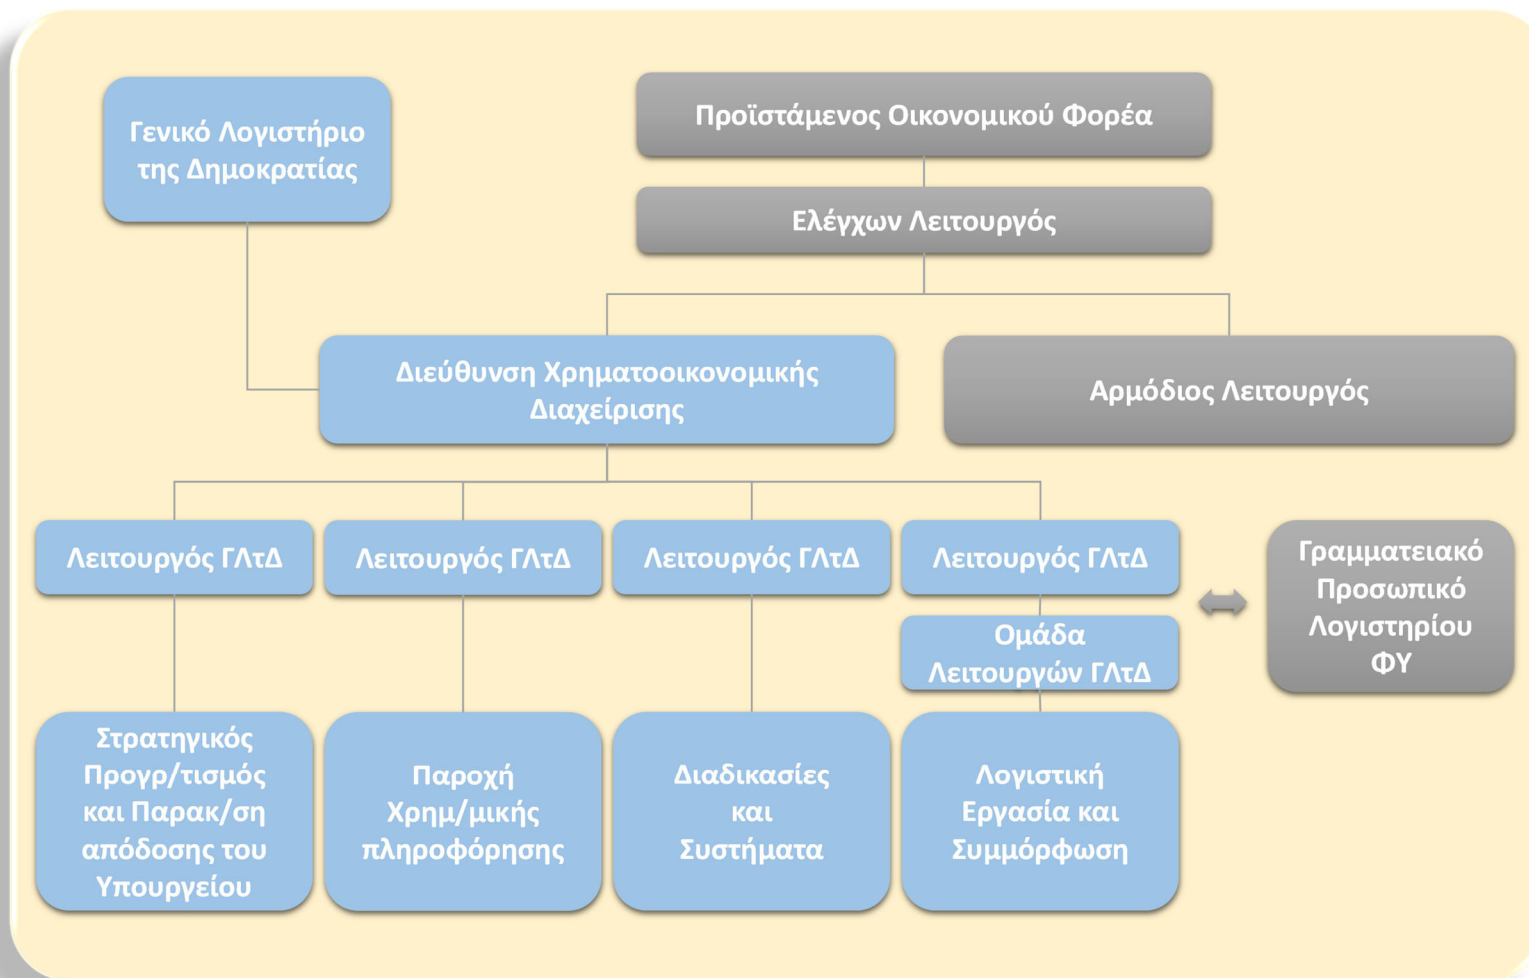 Γενικό Λογιστήριο
της Δημοκρατίας
Προϊστάμενος Οικονομικού Φορέα
Ελέγχων Λειτουργός
Διεύθυνση Χρηματοοικονομικής
Διαχείρισης
Αρμόδιος Λειτουργός
Λειτουργός ΓΛτΔ
Λειτουργός ΓΛτΔ
Λειτουργός ΓΛτΔ
Λειτουργός ΓΛτΔ
Ομάδα
Λειτουργών ΓΛτΔ
Γραμματειακό
Προσωπικό
Λογιστηρίου
ΦΥ
Στρατηγικός
Προγρ/τισμός
και Παρακ/ση
απόδοσης του
Υπουργείου
Παροχή
Χρημ/μικής
πληροφόρησης
Διαδικασίες
και
Συστήματα
Λογιστική
Εργασία και
Συμμόρφωση